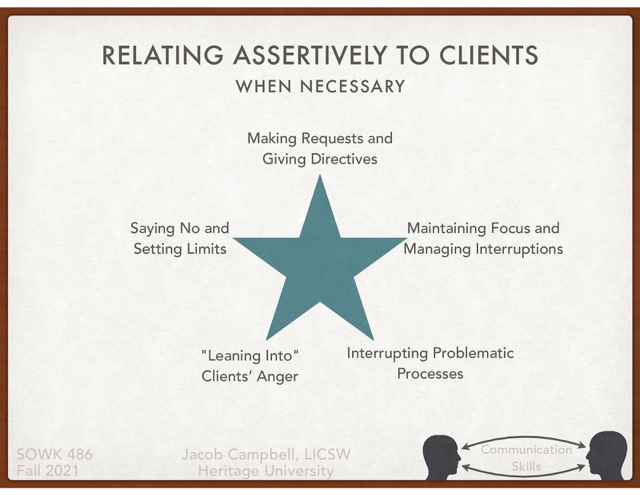 RELATING ASSERTIVELY TO CLIENTS
WHEN NECESSARY
Making Requests and
Giving Directives
Saying No and
Setting Limits
Maintaining Focus and
Managing Interruptions
"Leaning Into"
Clients’ Anger
Interrupting Problematic
Processes
SOWK 486
Fall 2021
Jacob Campbell, LICSW
Heritage University
Communication
Skills